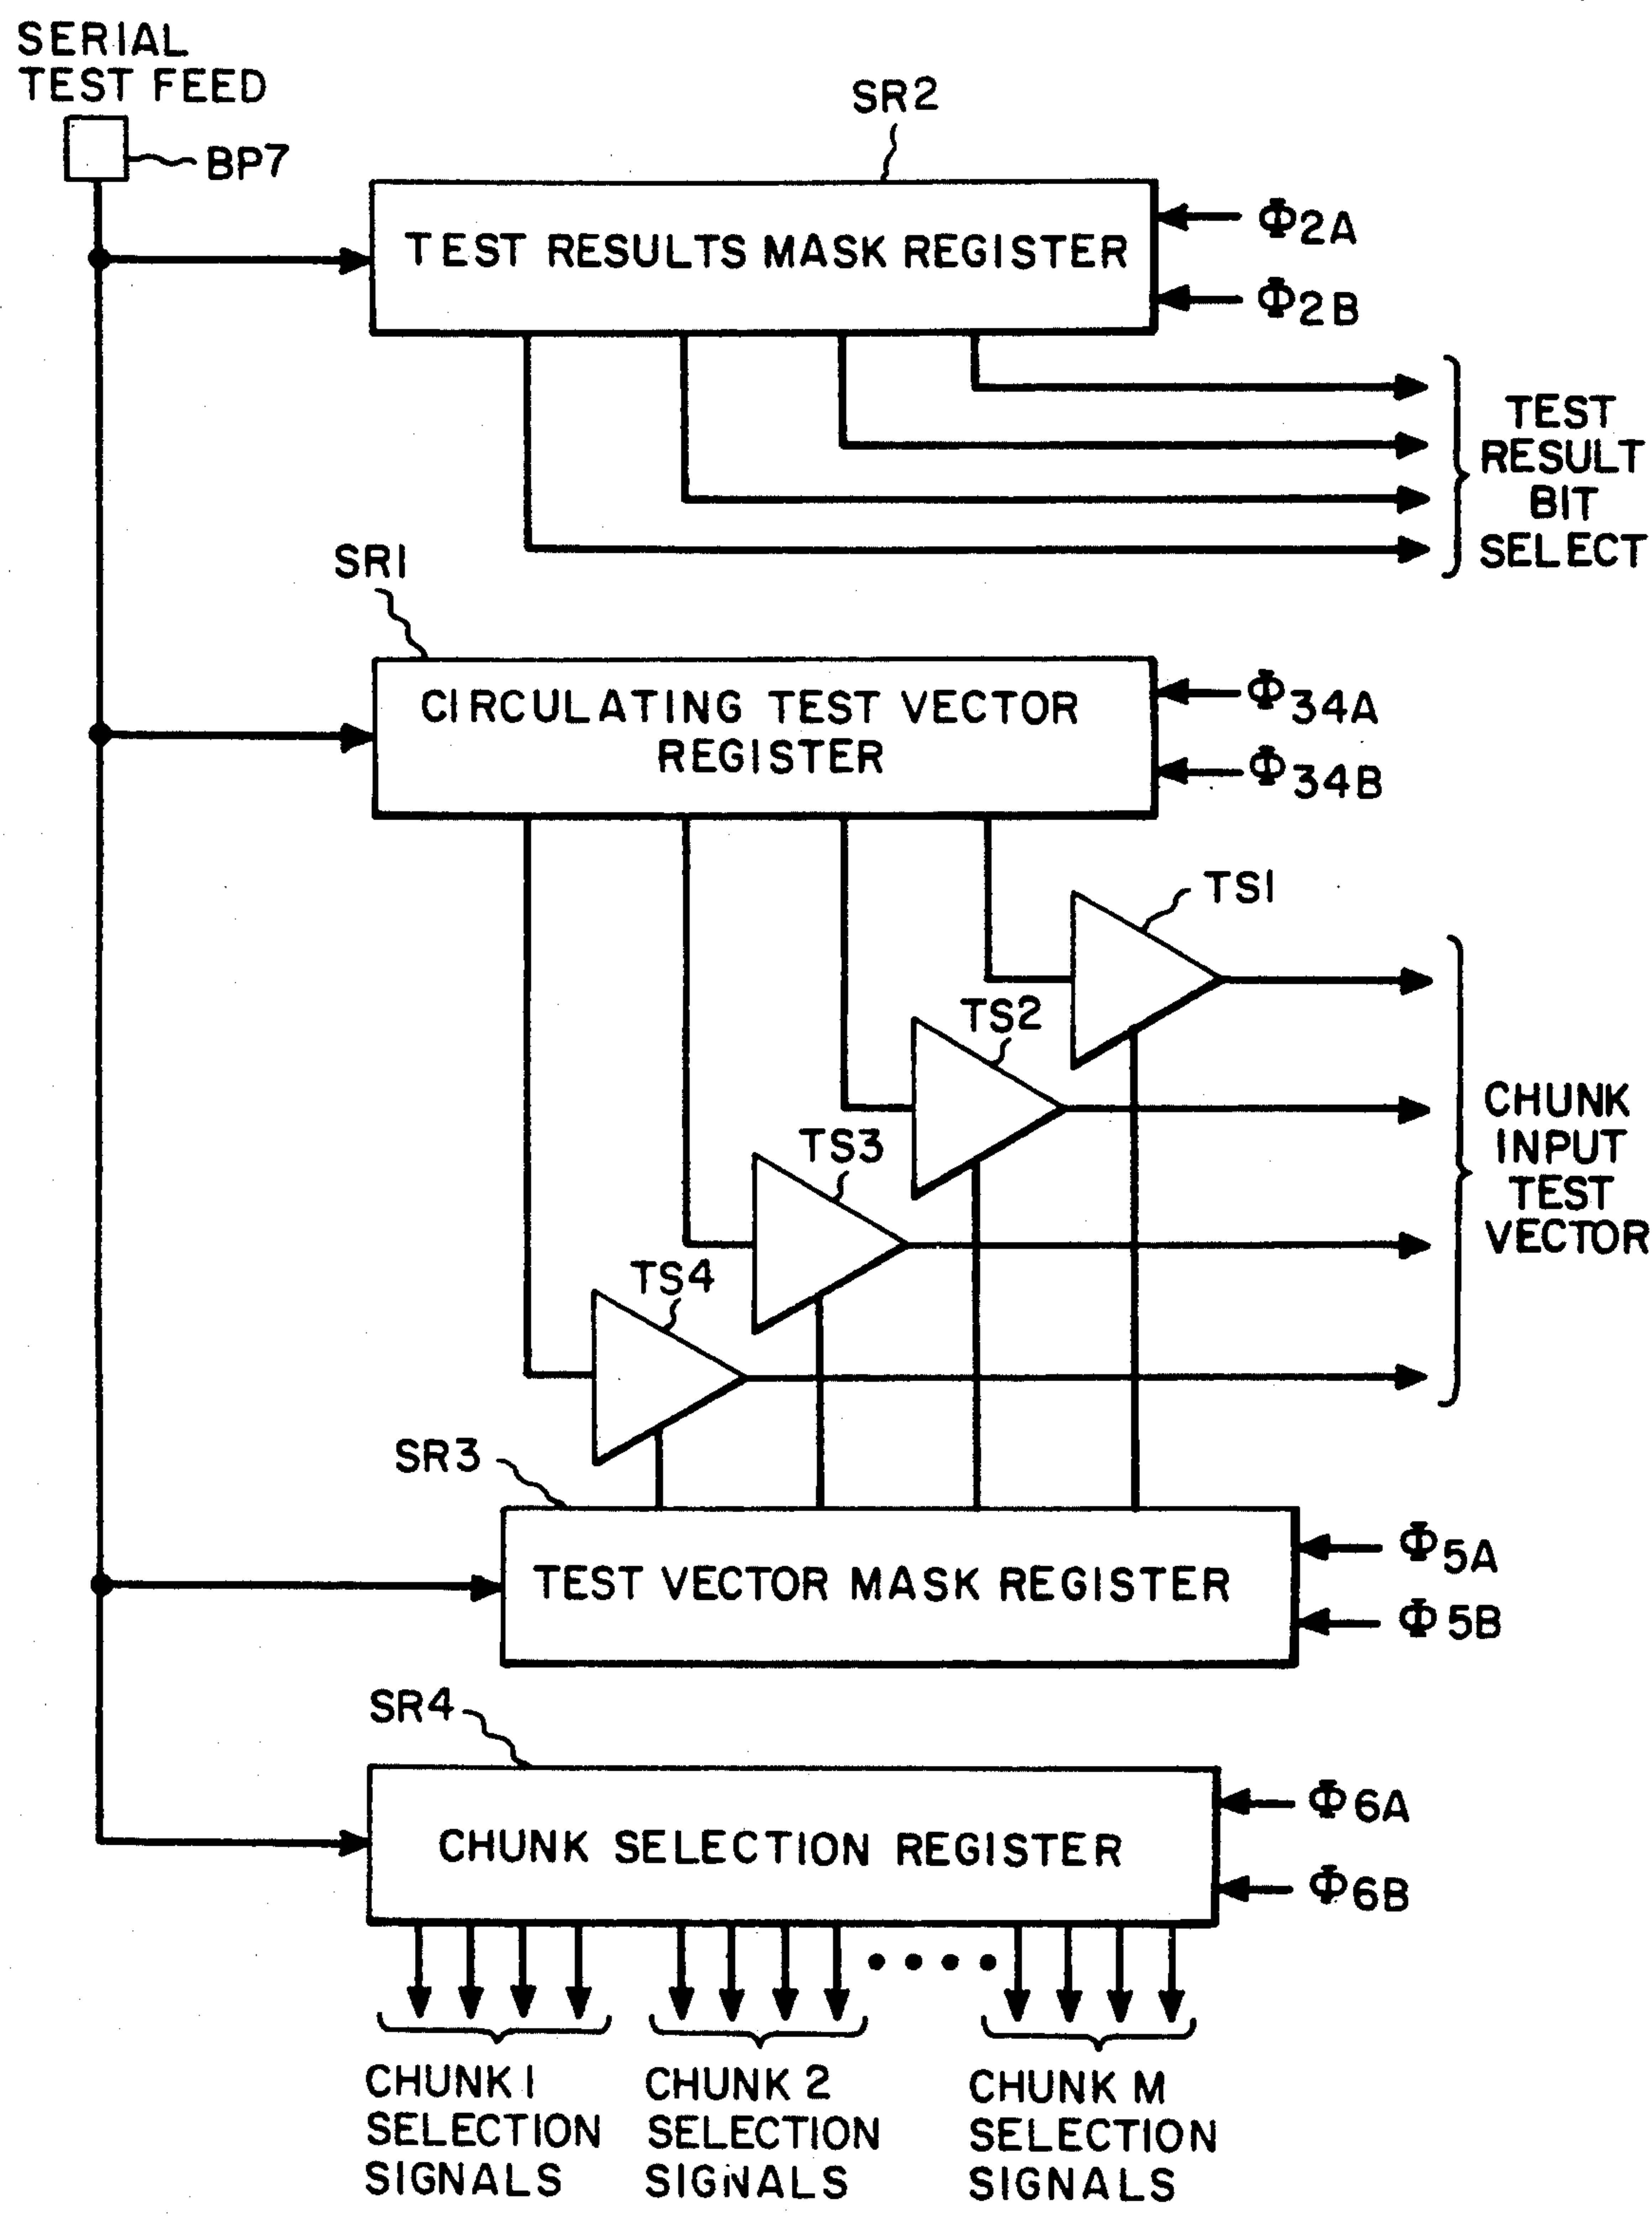 SERIAL
TEST FEED
BP7
SR2
TEST RESULTS MASK REGISTER
Φ2A
Φ2B
TEST
RESULT
BIT
SELECT
SR1
CIRCULATING TEST VECTOR
REGISTER
Φ34A
Φ34B
TS1
TS2
TS3
TS4
CHUNK
INPUT
TEST
VECTOR
SR3
TEST VECTOR MASK REGISTER
Φ5A
Φ5B
SR4
CHUNK SELECTION REGISTER
Φ6A
Φ6B
CHUNK 1
SELECTION
SIGNALS
CHUNK 2
SELECTION
SIGNALS
CHUNK M
SELECTION
SIGNALS